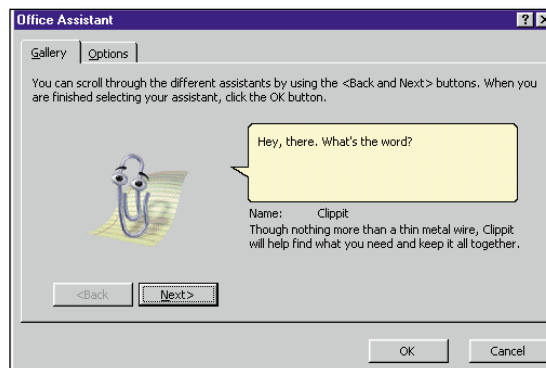 Office Assistant
Gallery Options
You can scroll through the different assistants by using the <Back and Next> buttons. When you
are finished selecting your assistant, click the OK button.
Hey, there. What's the word?
Name: Clippit
Though nothing more than a thin metal wire, Clippit
will help find what you need and keep it all together.
<Back Next>
OK Cancel